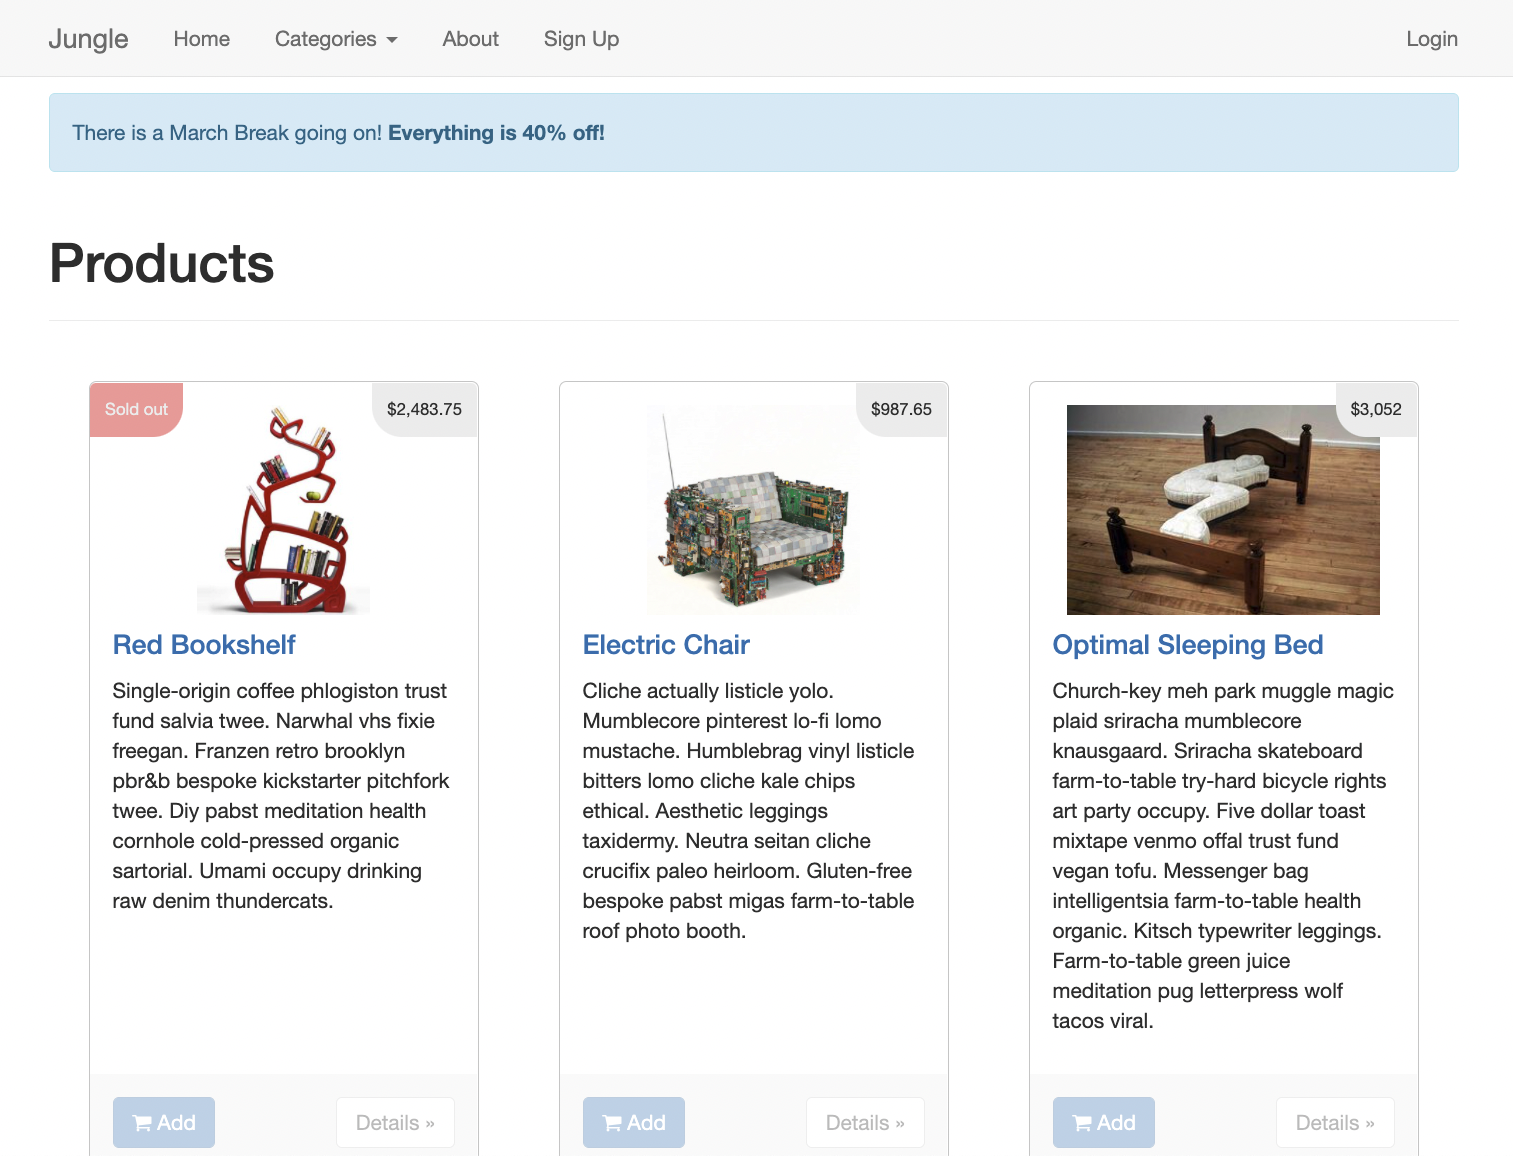 Jungle Home Categories About Sign Up Login
There is a March Break going on! Everything is 40% off!
Products
Sold out $2,483.75
Red Bookshelf
Single-origin coffee phlogiston trust
fund salvia twee. Narwhal vhs fixie
freegan. Franzen retro brooklyn
pbr&b bespoke kickstarter pitchfork
twee. Diy pabst meditation health
cornhole cold-pressed organic
sartorial. Umami occupy drinking
raw denim thundercats.
Add Details »
$987.65
Electric Chair
Cliche actually listicle yolo.
Mumblecore pinterest lo-fi lomo
mustache. Humblebrag vinyl listicle
bitters lomo cliche kale chips
ethical. Aesthetic leggings
taxidermy. Neutra seitan cliche
crucifix paleo heirloom. Gluten-free
bespoke pabst migas farm-to-table
roof photo booth.
Add Details »
$3,052
Optimal Sleeping Bed
Church-key meh park muggle magic
plaid sriracha mumblecore
knausgaard. Sriracha skateboard
farm-to-table try-hard bicycle rights
art party occupy. Five dollar toast
mixtape venmo offal trust fund
vegan tofu. Messenger bag
intelligentsia farm-to-table health
organic. Kitsch typewriter leggings.
Farm-to-table green juice
meditation pug letterpress wolf
tacos viral.
Add Details »